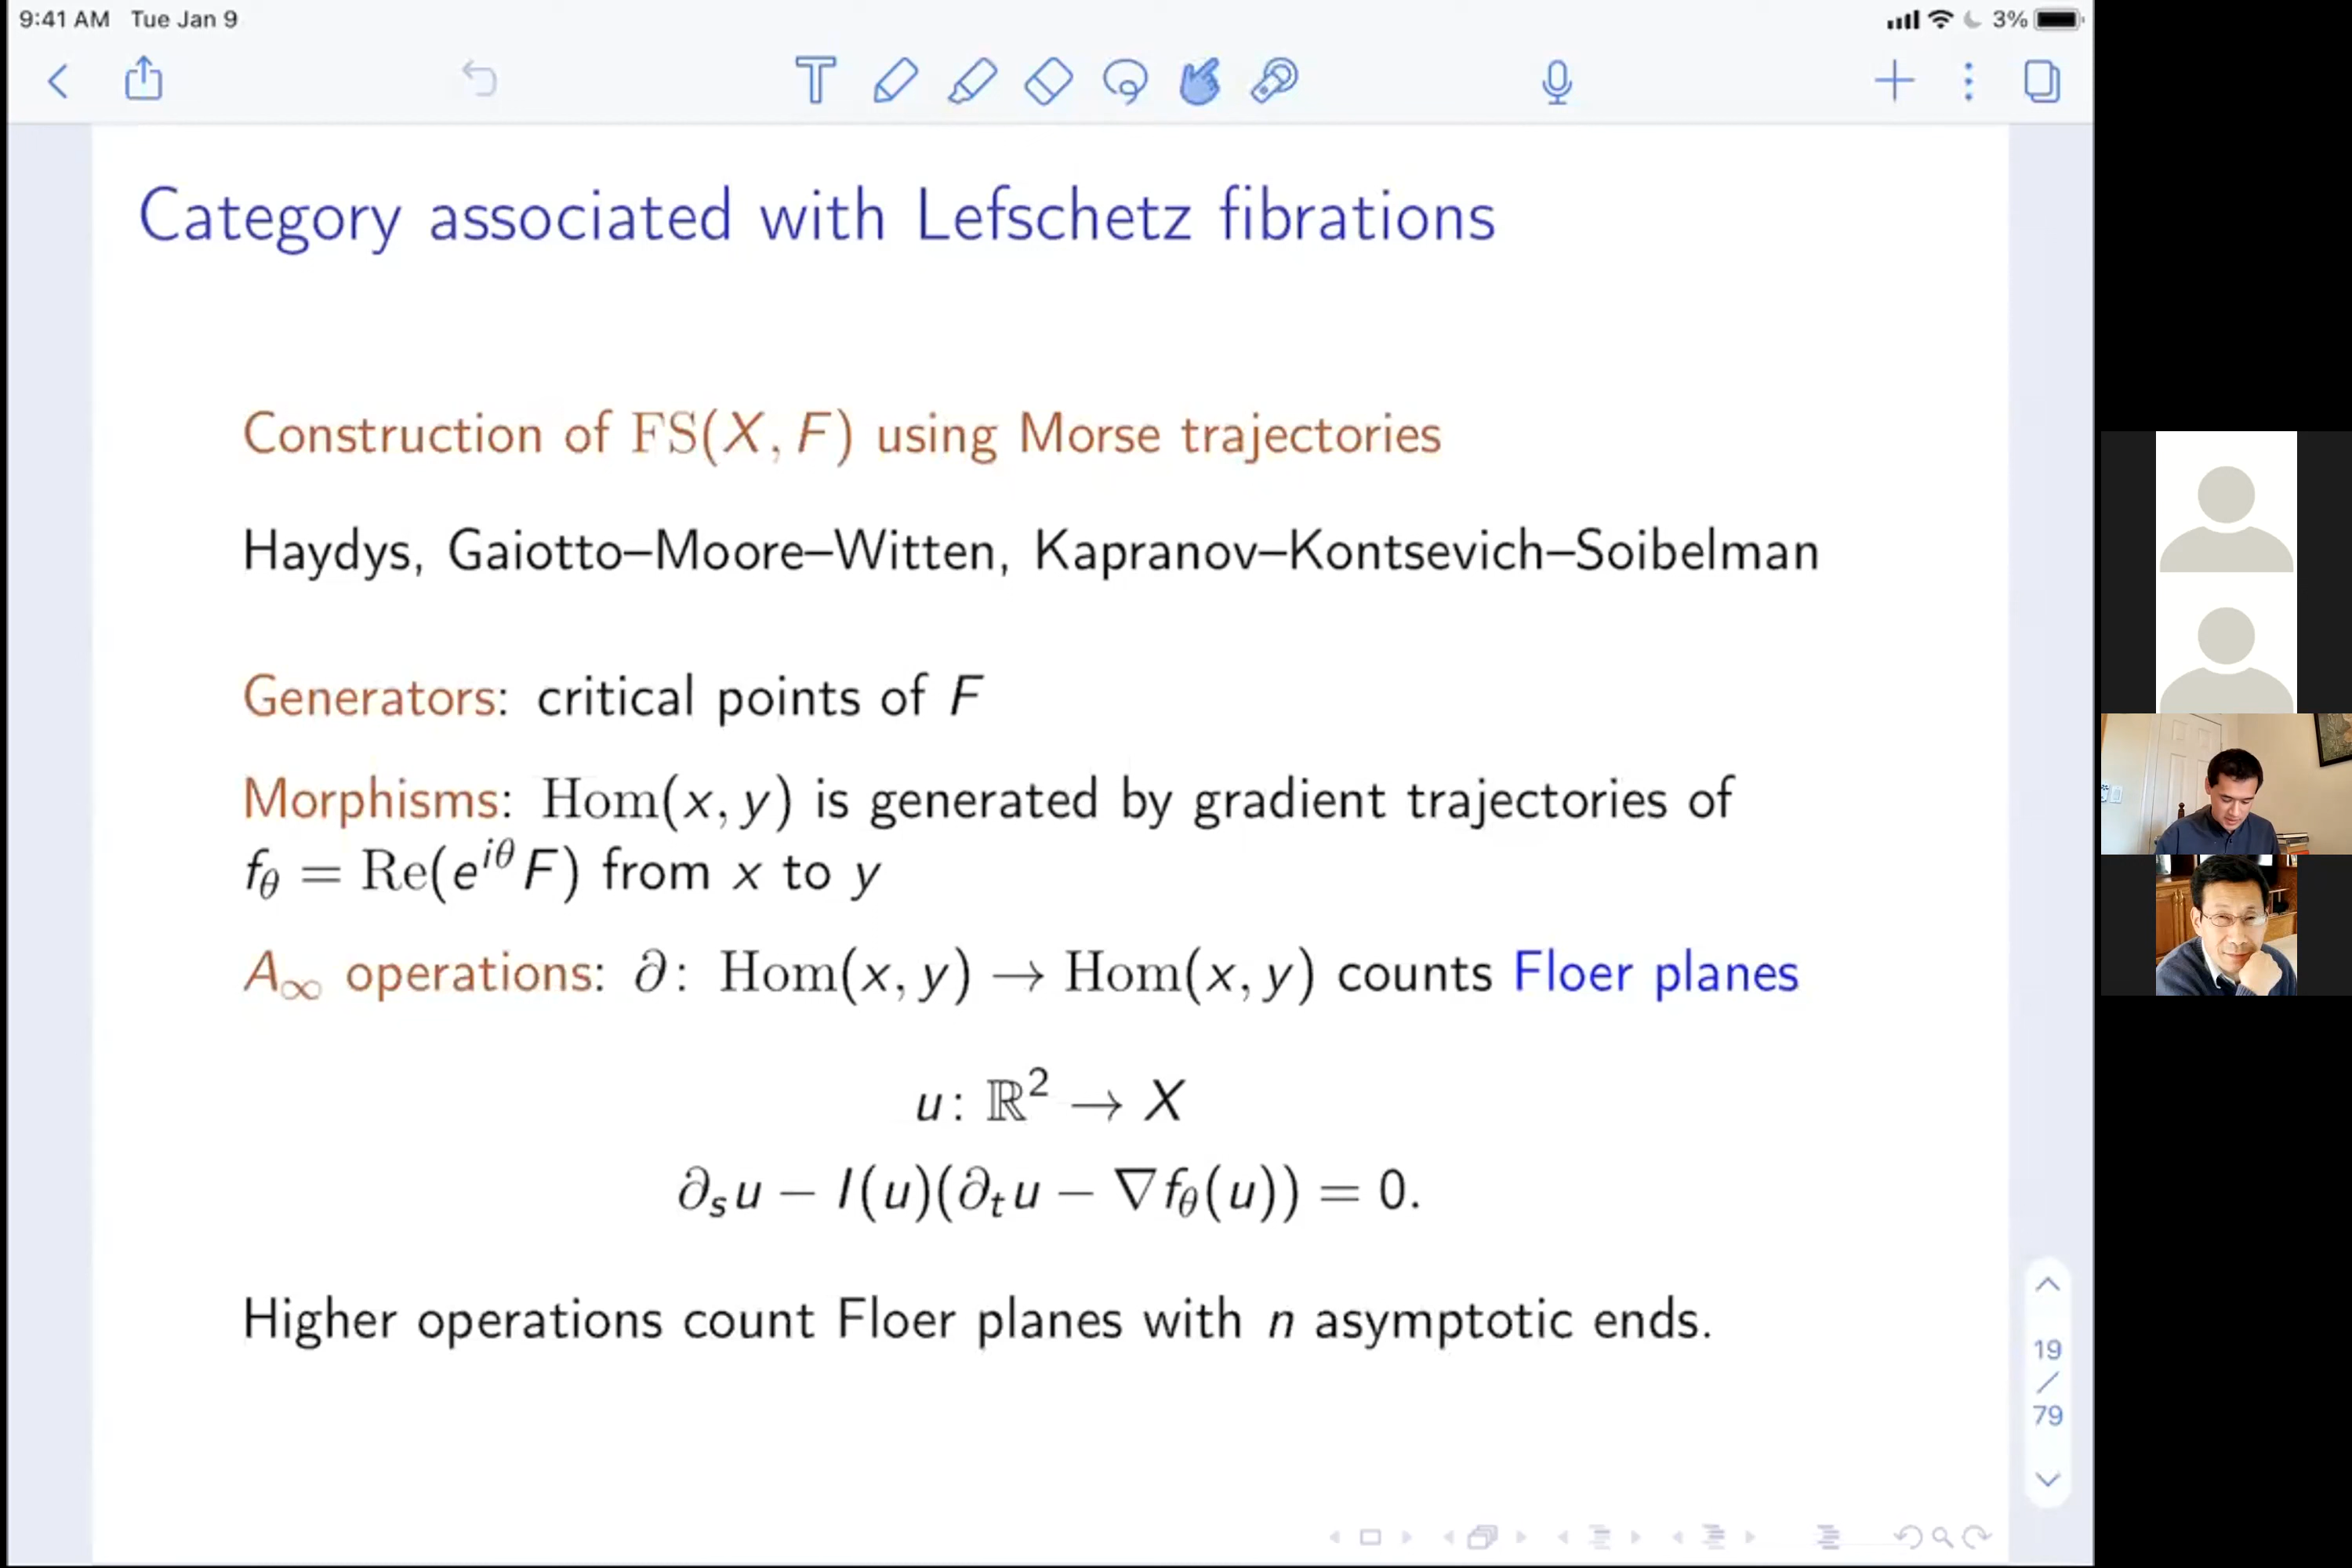 9:41 AM Tue Jan 9
3%
Category associated with Lefschetz fibrations
Construction of FS(X, F) using Morse trajectories
Haydys, Gaiotto–Moore–Witten, Kapranov–Kontsevich–Soibelman
Generators: critical points of F
Morphisms: Hom(x, y) is generated by gradient trajectories of
f_θ = Re(e^{iθ} F) from x to y
A_∞ operations: ∂: Hom(x, y) → Hom(x, y) counts Floer planes
u: ℝ² → X
∂_s u − I(u)(∂_t u − ∇f_θ(u)) = 0.
Higher operations count Floer planes with n asymptotic ends.
19
/
79